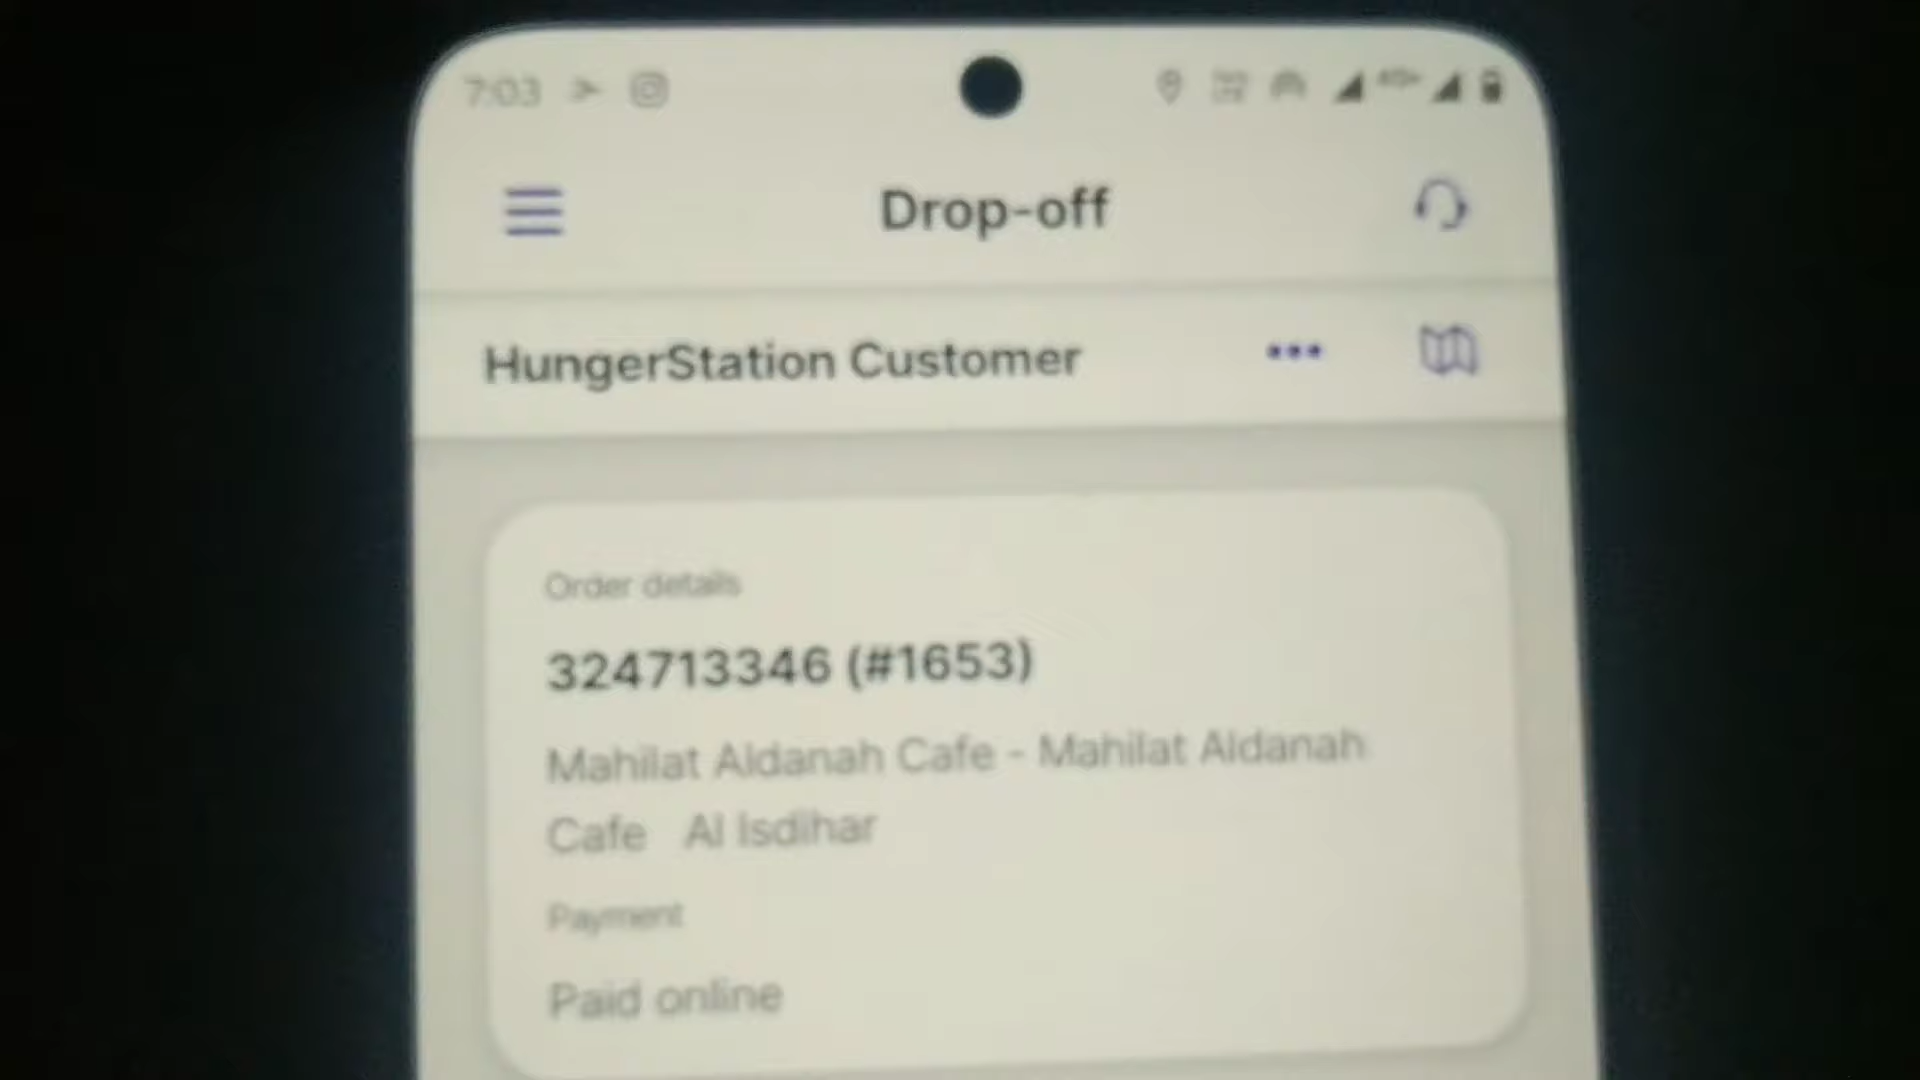 7:03
Drop-off
HungerStation Customer
Order details
324713346 (#1653)
Mahilat Aldanah Cafe - Mahilat Aldanah
Cafe Al Isdihar
Payment
Paid online